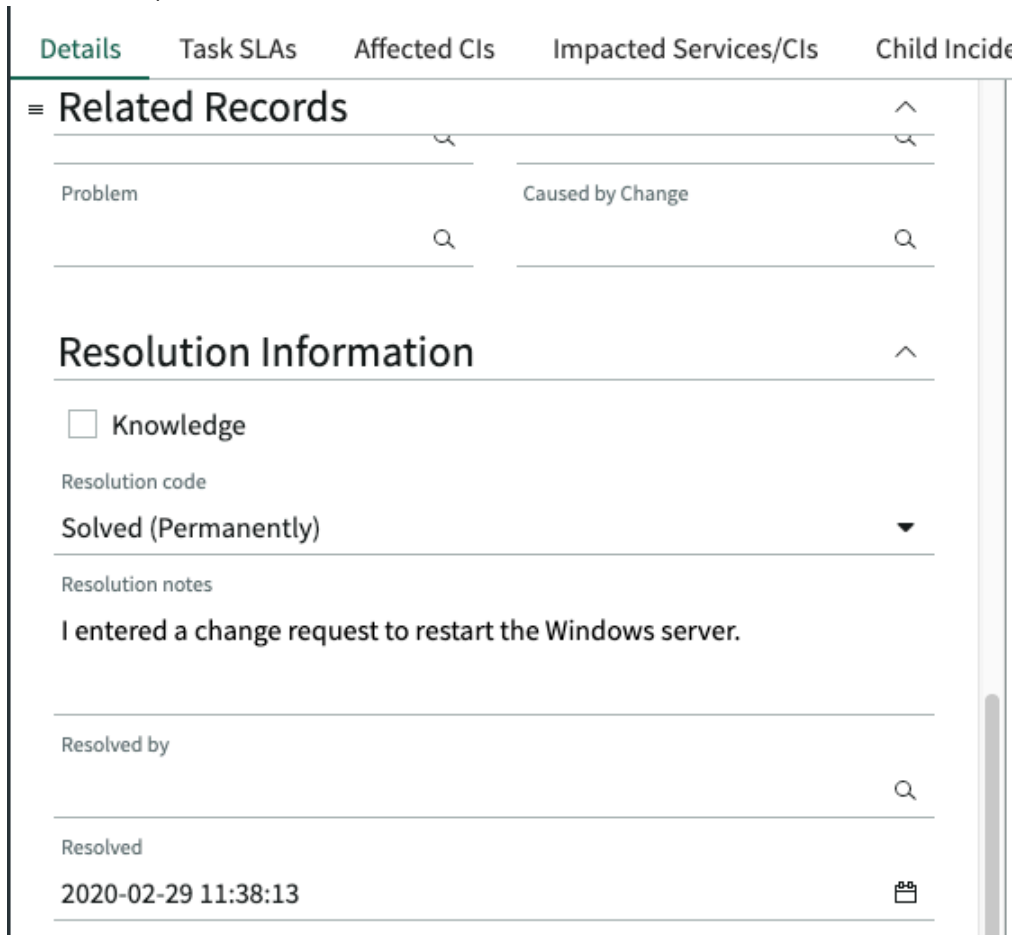 Details Task SLAs Affected CIs Impacted Services/CIs Child Incide
Related Records
Problem Caused by Change
Resolution Information
Knowledge
Resolution code
Solved (Permanently)
Resolution notes
I entered a change request to restart the Windows server.
Resolved by
Resolved
2020-02-29 11:38:13